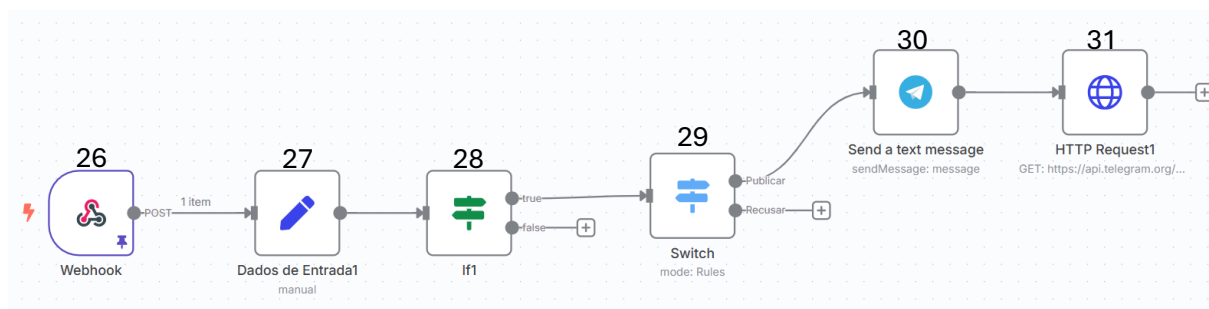 30
31
Send a text message
sendMessage: message
HTTP Request1
GET: https://api.telegram.org/...
29
Publicar
Recusar
Switch
mode: Rules
26
27
28
POST
1 item
true
false
Webhook
Dados de Entrada1
manual
If1